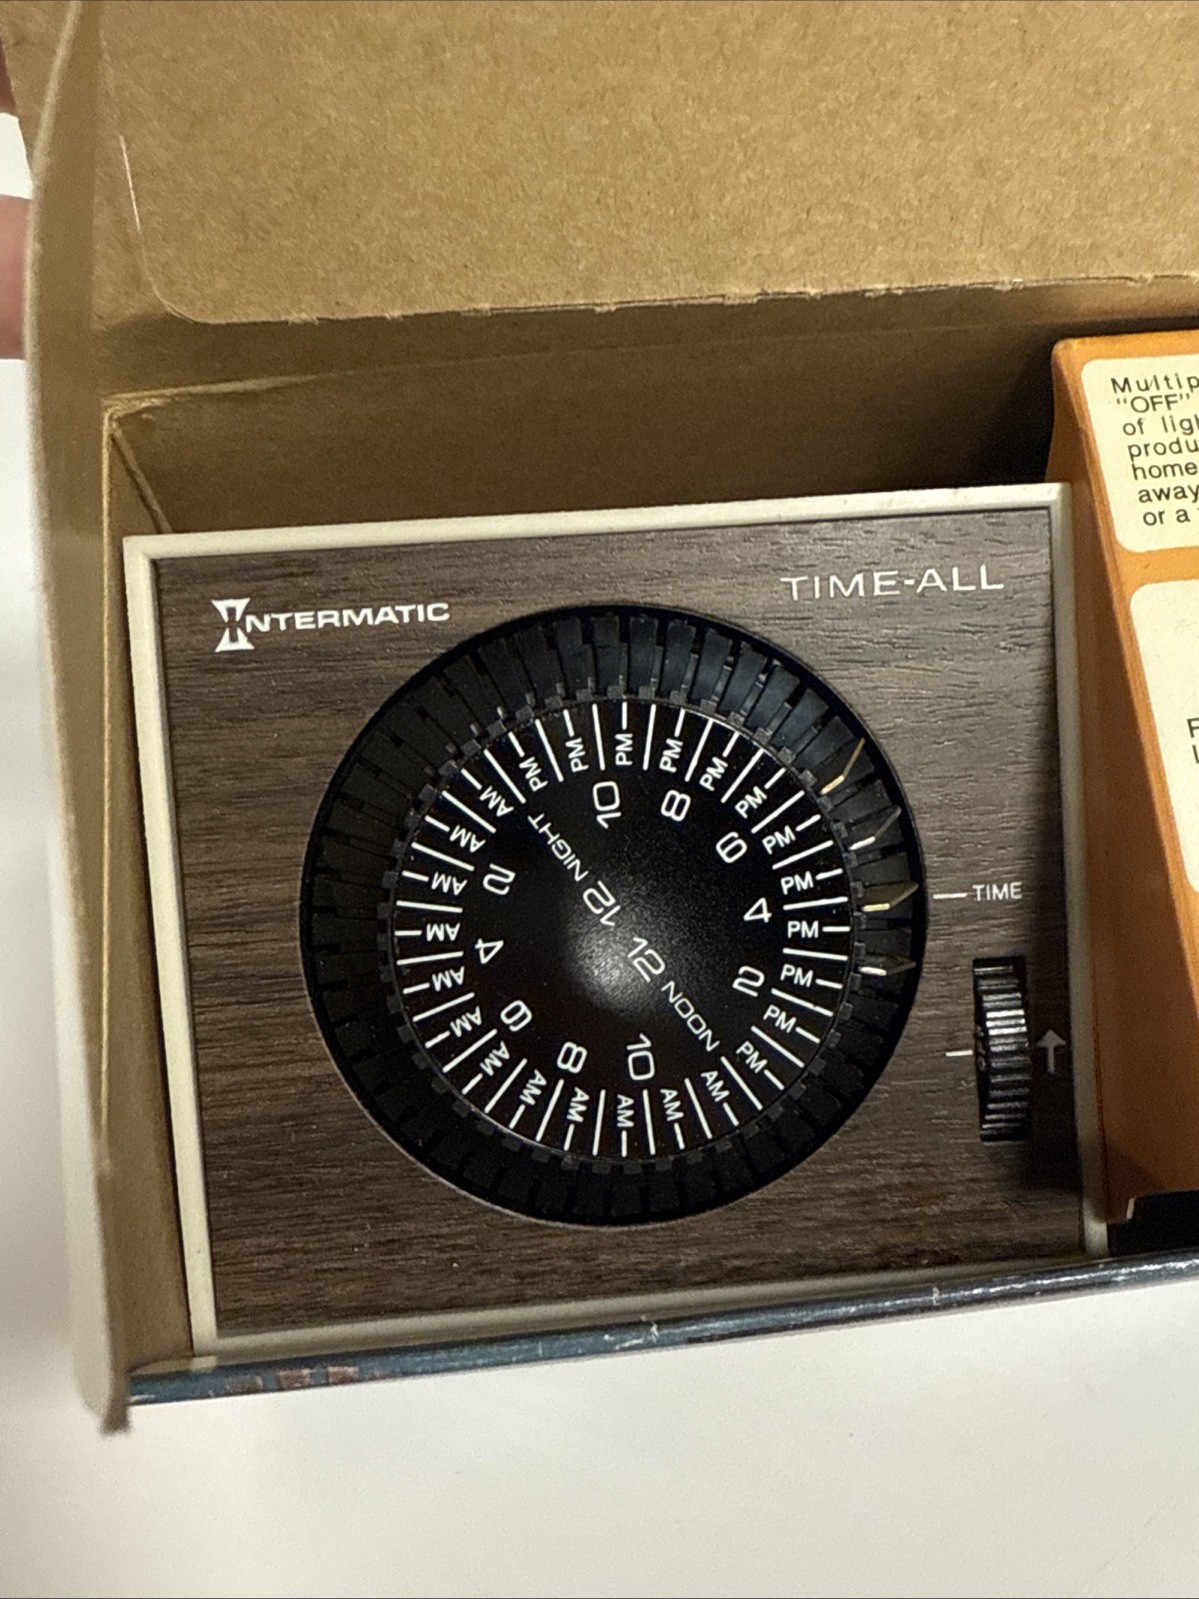 Multip
"OFF"
of ligh
produ
home
away
or a
INTERMATIC
TIME-ALL
TIME
12 NIGHT
AM AM AM AM AM AM AM AM AM AM AM AM
2 4 6 8 10
12 NOON
PM PM PM PM PM PM PM PM PM PM PM PM
2 4 6 8 10